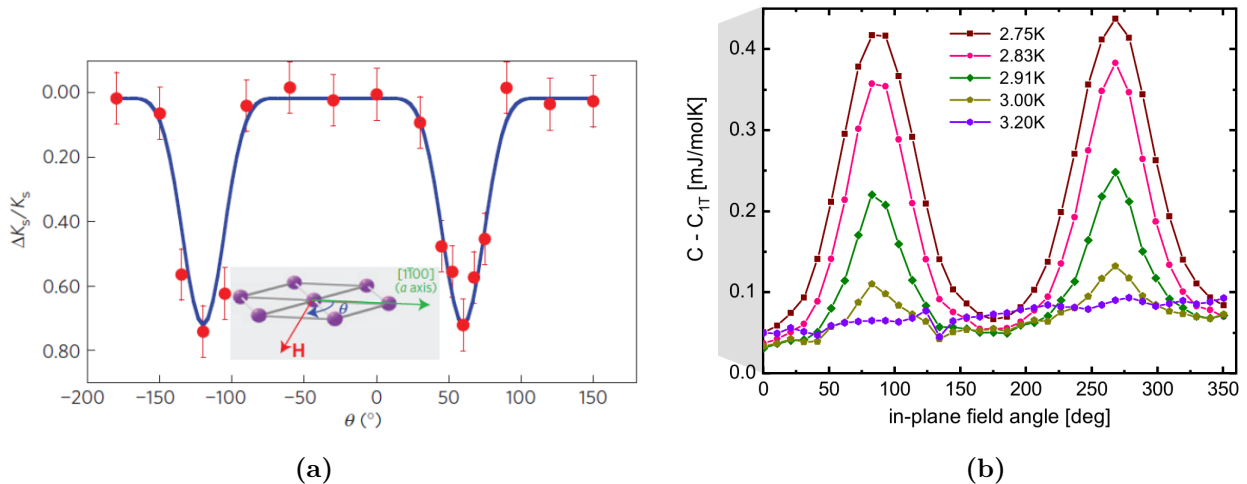 0.00
0.20
0.40
0.60
0.80
ΔKs/Ks
−200 −150 −100 −50 0 50 100 150
θ (°)
[11̄00]
(a axis)
θ
H
(a)
0.4
0.3
0.2
0.1
0.0
C - C1T [mJ/molK]
2.75K
2.83K
2.91K
3.00K
3.20K
0 50 100 150 200 250 300 350
in-plane field angle [deg]
(b)